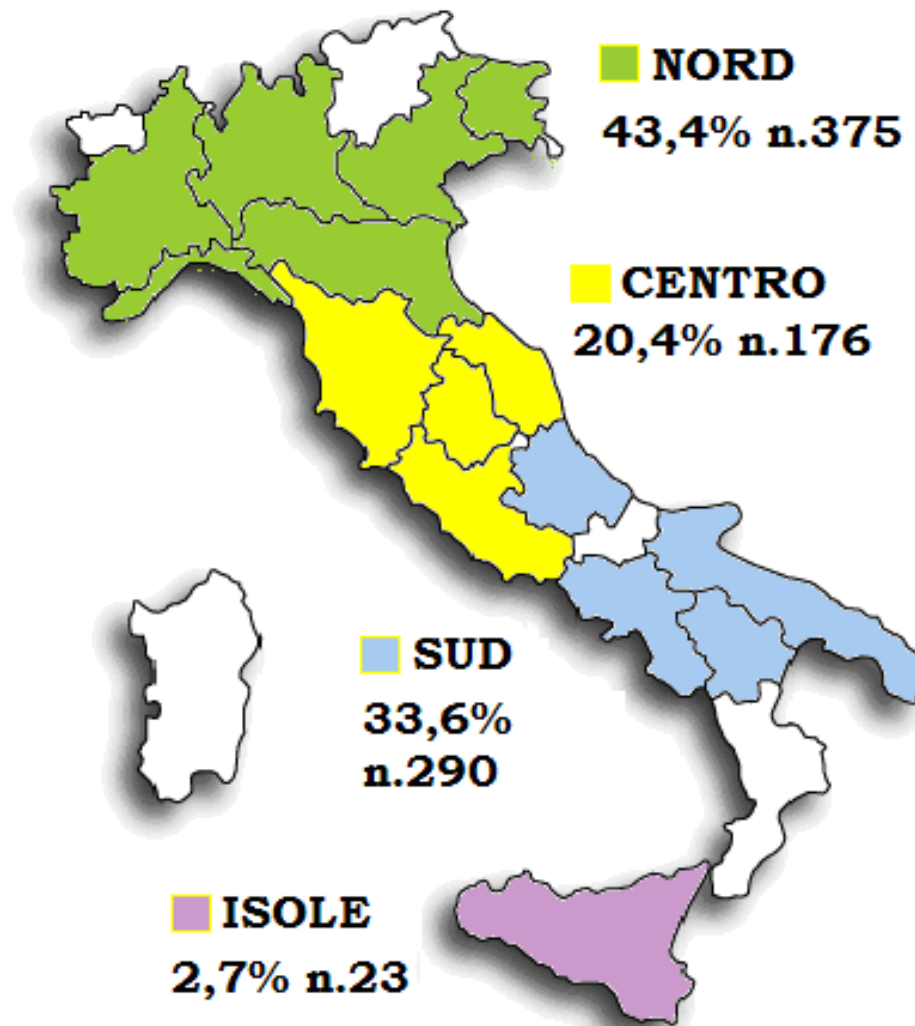 NORD
43,4% n.375
CENTRO
20,4% n.176
SUD
33,6%
n.290
ISOLE
2,7% n.23